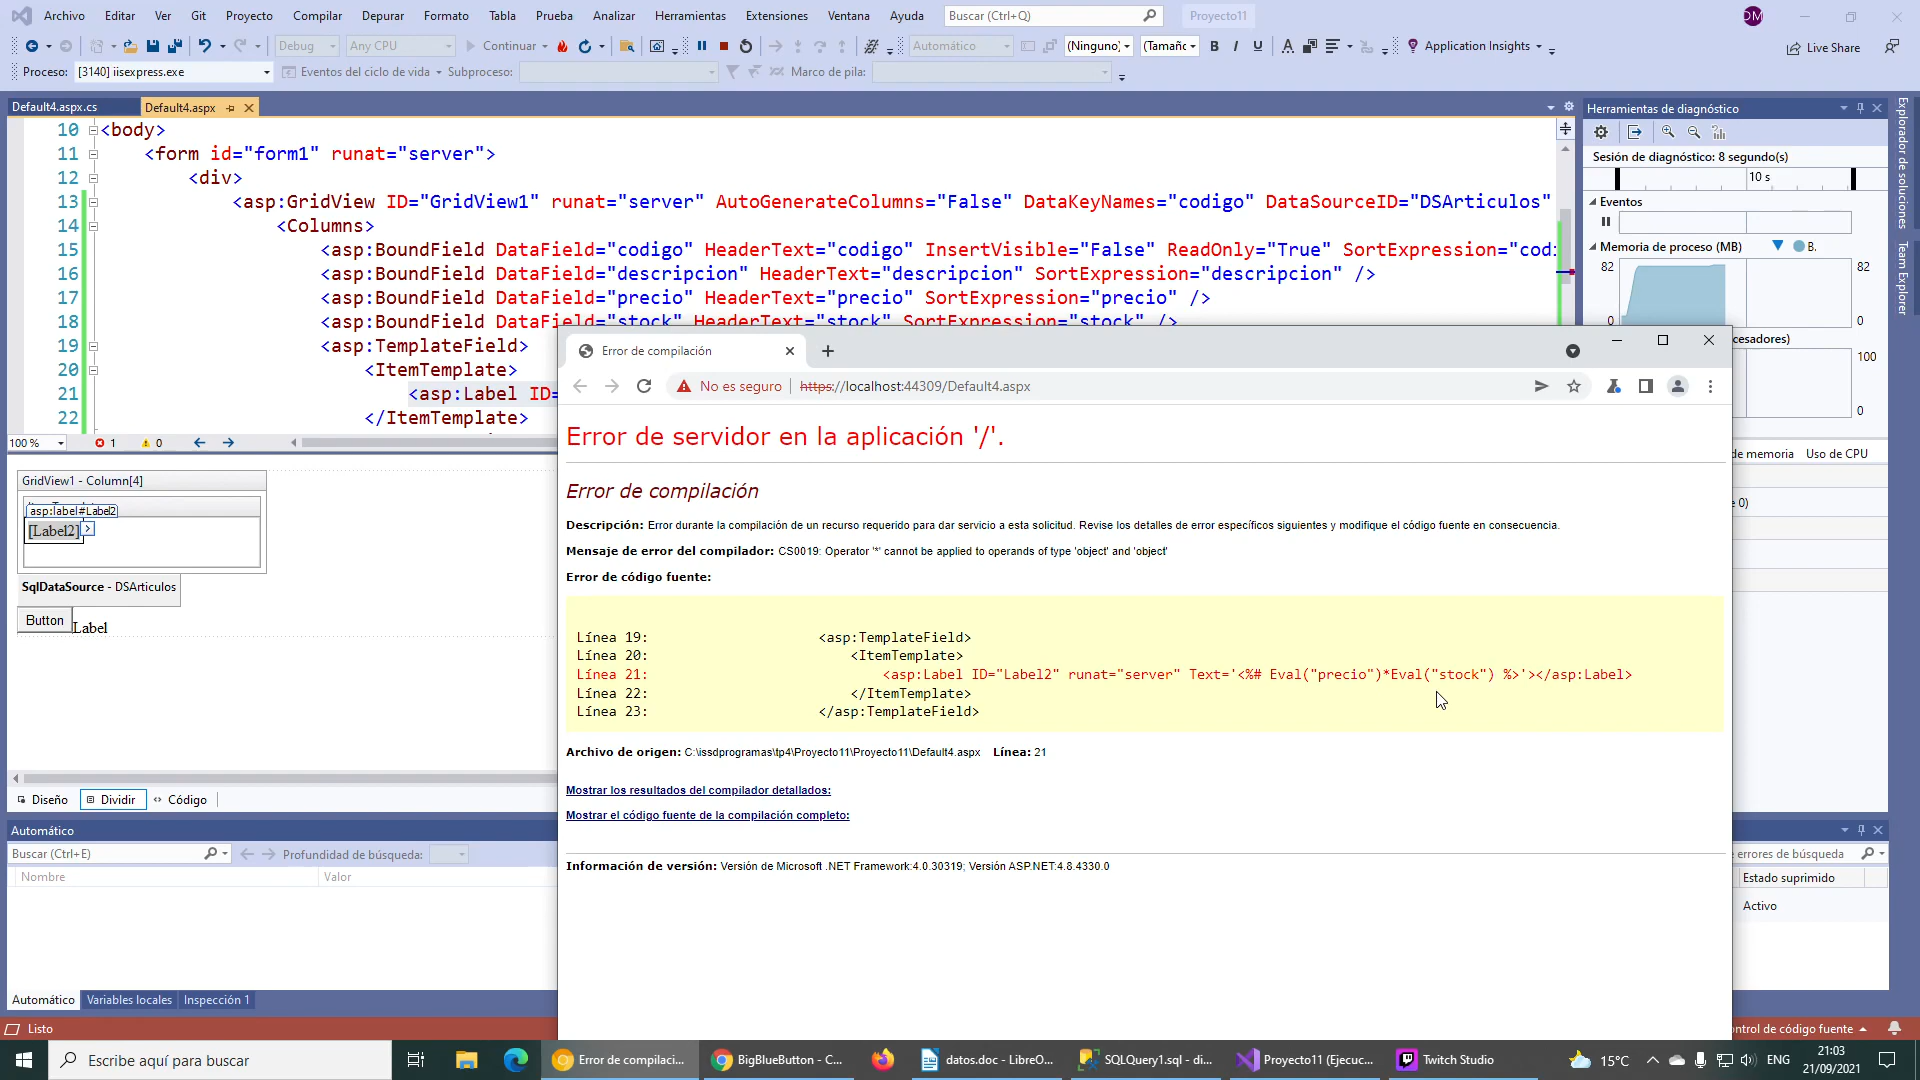 Archivo Editar Ver Git Proyecto Compilar Depurar Formato Tabla Prueba Analizar Herramientas Extensiones Ventana Ayuda Buscar (Ctrl+Q) Proyecto11 DM
Debug Any CPU Continuar Automático (Ninguno) (Tamañc B I U A Application Insights Live Share
Proceso: [3140] iisexpress.exe Eventos del ciclo de vida Subproceso: Marco de pila:
Default4.aspx.cs Default4.aspx
10 <body>
11 <form id="form1" runat="server">
12 <div>
13 <asp:GridView ID="GridView1" runat="server" AutoGenerateColumns="False" DataKeyNames="codigo" DataSourceID="DSArticulos"
14 <Columns>
15 <asp:BoundField DataField="codigo" HeaderText="codigo" InsertVisible="False" ReadOnly="True" SortExpression="cod
16 <asp:BoundField DataField="descripcion" HeaderText="descripcion" SortExpression="descripcion" />
17 <asp:BoundField DataField="precio" HeaderText="precio" SortExpression="precio" />
18 <asp:BoundField DataField="stock" HeaderText="stock" SortExpression="stock" />
19 <asp:TemplateField>
20 <ItemTemplate>
21 <asp:Label ID=
22 </ItemTemplate>
100 % 1 0
GridView1 - Column[4]
asp:label#Label2
[Label2]
SqlDataSource - DSArticulos
Button Label
Diseño Dividir Código
Automático
Buscar (Ctrl+E) Profundidad de búsqueda:
Nombre Valor
Automático Variables locales Inspección 1
Listo
Herramientas de diagnóstico
Sesión de diagnóstico: 8 segundo(s)
10 s
Eventos
Memoria de proceso (MB) B.
82 82
0 0
cesadores)
100
0
de memoria Uso de CPU
e 0)
Explorador de soluciones
Team Explorer
e errores de búsqueda
Estado suprimido
Activo
ontrol de código fuente
Error de compilación
No es seguro https://localhost:44309/Default4.aspx
Error de servidor en la aplicación '/'.
Error de compilación
Descripción: Error durante la compilación de un recurso requerido para dar servicio a esta solicitud. Revise los detalles de error específicos siguientes y modifique el código fuente en consecuencia.
Mensaje de error del compilador: CS0019: Operator '*' cannot be applied to operands of type 'object' and 'object'
Error de código fuente:
Línea 19: <asp:TemplateField>
Línea 20: <ItemTemplate>
Línea 21: <asp:Label ID="Label2" runat="server" Text='<%# Eval("precio")*Eval("stock") %>'></asp:Label>
Línea 22: </ItemTemplate>
Línea 23: </asp:TemplateField>
Archivo de origen: C:\issdprogramas\tp4\Proyecto11\Proyecto11\Default4.aspx Línea: 21
Mostrar los resultados del compilador detallados:
Mostrar el código fuente de la compilación completo:
Información de versión: Versión de Microsoft .NET Framework:4.0.30319; Versión ASP.NET:4.8.4330.0
Escribe aquí para buscar Error de compilaci... BigBlueButton - C... datos.doc - LibreO... SQLQuery1.sql - di... Proyecto11 (Ejecuc... Twitch Studio 15°C ENG 21:03
21/09/2021